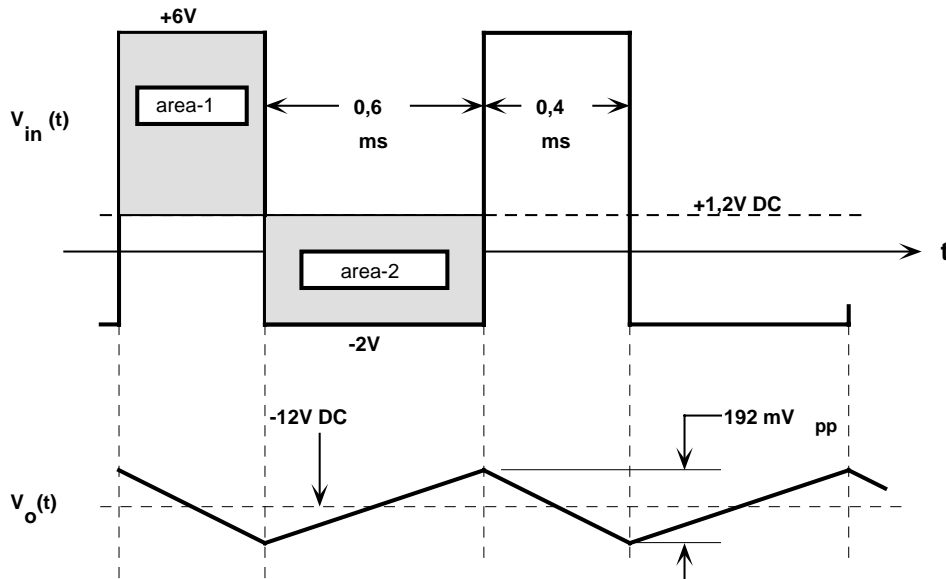 +6V
area-1
0,6
ms
0,4
ms
V in (t)
+1,2V DC
t
area-2
-2V
-12V DC
192 mV pp
V o (t)